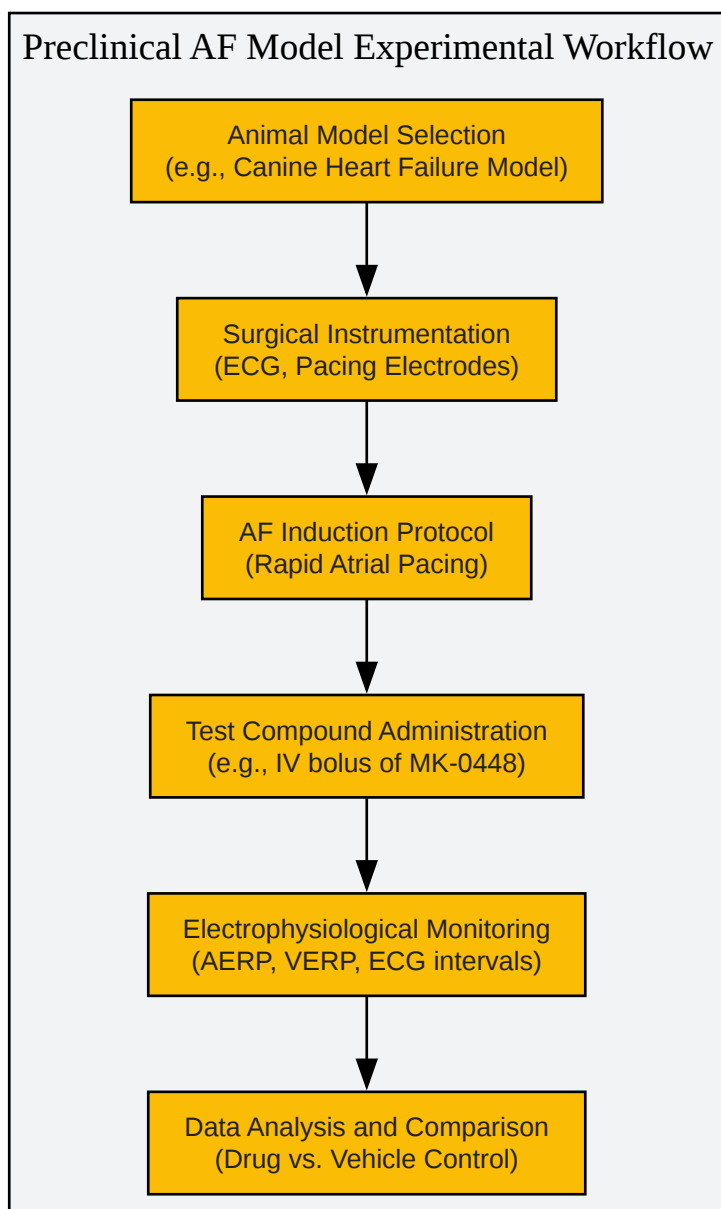 Preclinical AF Model Experimental Workflow
Animal Model Selection
(e.g., Canine Heart Failure Model)
Surgical Instrumentation
(ECG, Pacing Electrodes)
AF Induction Protocol
(Rapid Atrial Pacing)
Test Compound Administration
(e.g., IV bolus of MK-0448)
Electrophysiological Monitoring
(AERP, VERP, ECG intervals)
Data Analysis and Comparison
(Drug vs. Vehicle Control)